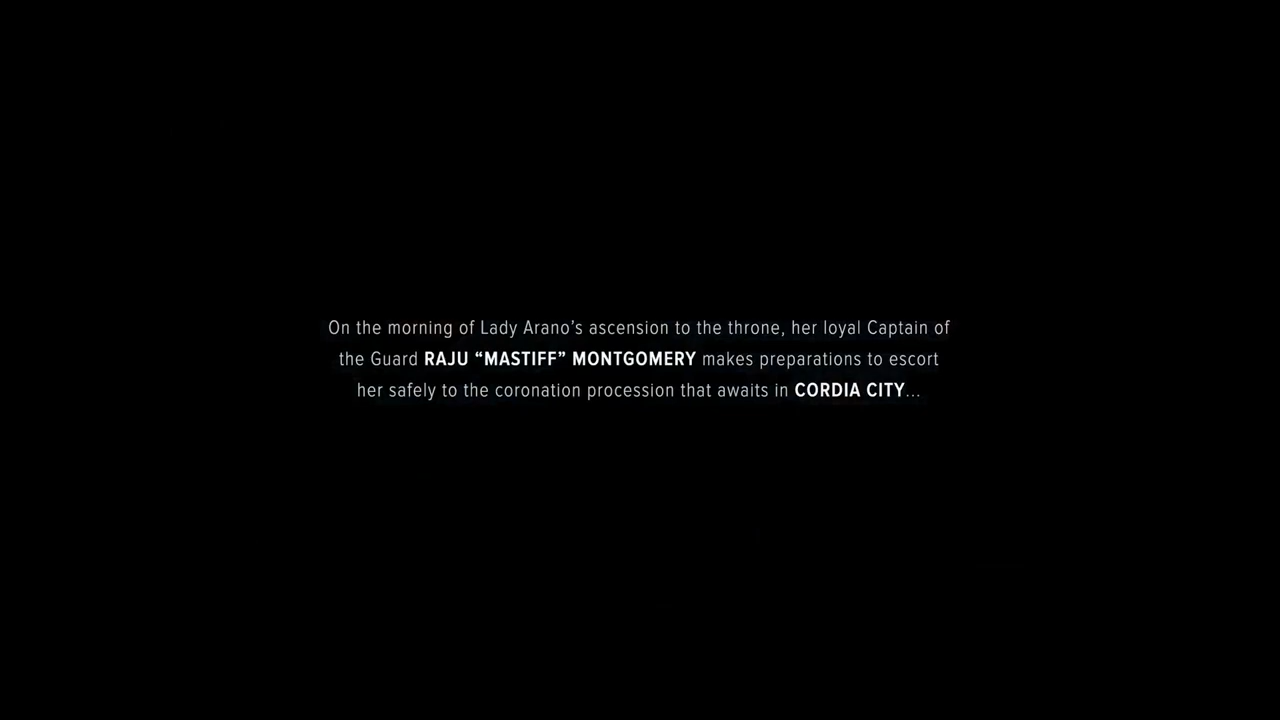 On the morning of Lady Arano’s ascension to the throne, her loyal Captain of
the Guard RAJU “MASTIFF” MONTGOMERY makes preparations to escort
her safely to the coronation procession that awaits in CORDIA CITY...